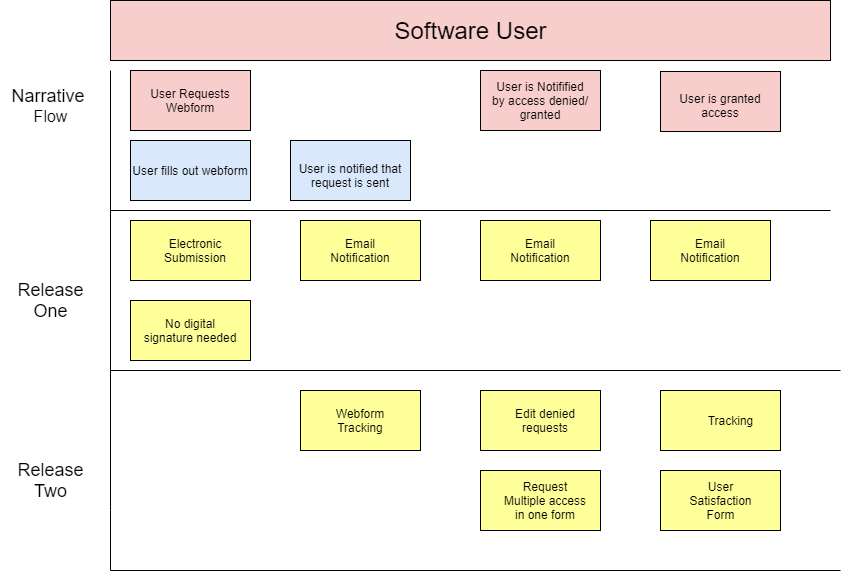 Software User
Narrative
Flow
User Requests
Webform
User is Notifified
by access denied/
granted
User is granted
access
User fills out webform
User is notified that
request is sent
Release
One
Electronic
Submission
Email
Notification
Email
Notification
Email
Notification
No digital
signature needed
Release
Two
Webform
Tracking
Edit denied
requests
Tracking
Request
Multiple access
in one form
User
Satisfaction
Form